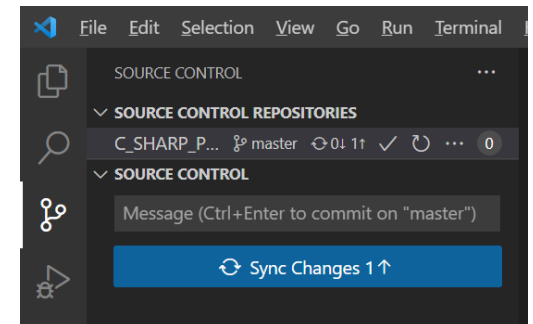 File Edit Selection View Go Run Terminal
SOURCE CONTROL ...
SOURCE CONTROL REPOSITORIES
C_SHARP_P... master 0↓ 1↑ ... 0
SOURCE CONTROL
Message (Ctrl+Enter to commit on "master")
Sync Changes 1↑